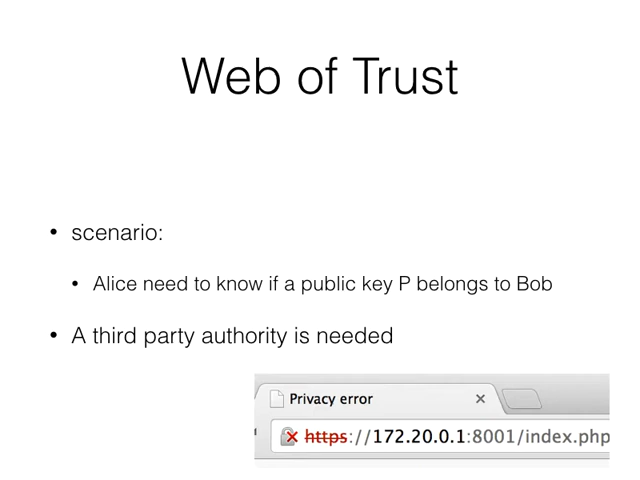 Web of Trust
• scenario:
• Alice need to know if a public key P belongs to Bob
• A third party authority is needed
Privacy error
https://172.20.0.1:8001/index.php